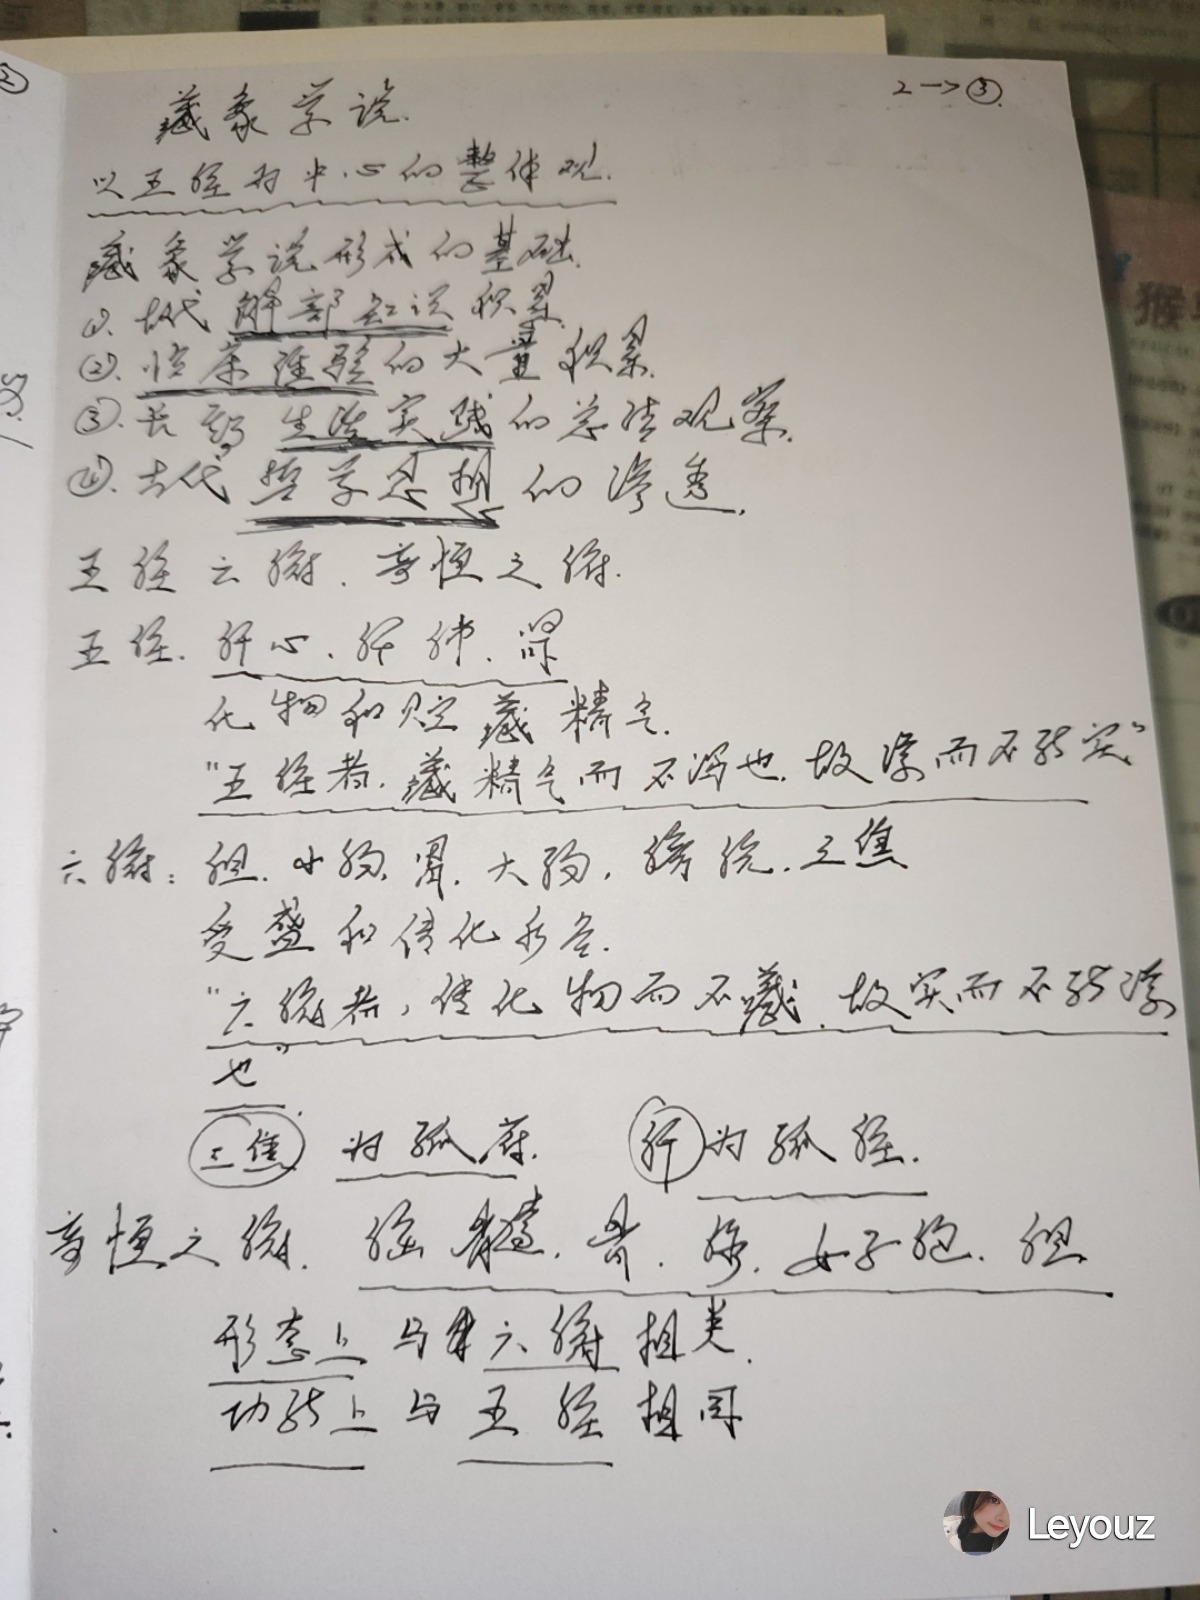 2→③
藏象学说.
以五脏为中心的整体观.
藏象学说形成的基础.
①. 古代解部知识积累.
②. 临床经验的大量积累.
③. 长期生活实践的总结观察.
④. 古代哲学思想的渗透.
五脏六腑、奇恒之腑.
五脏. 肝心、脾肺、肾
化物和贮藏精气.
"五脏者, 藏精气而不泻也. 故满而不能实"
六腑: 胆. 小肠, 胃. 大肠, 膀胱. 三焦
受盛和传化水谷.
"六腑者, 传化物而不藏. 故实而不能满
也".
三焦 为孤府. 肝为孤脏.
奇恒之腑. 脑髓. 骨. 脉. 女子胞. 胆
形态上与六腑相类.
功能上与五脏相同
猴
Leyouz